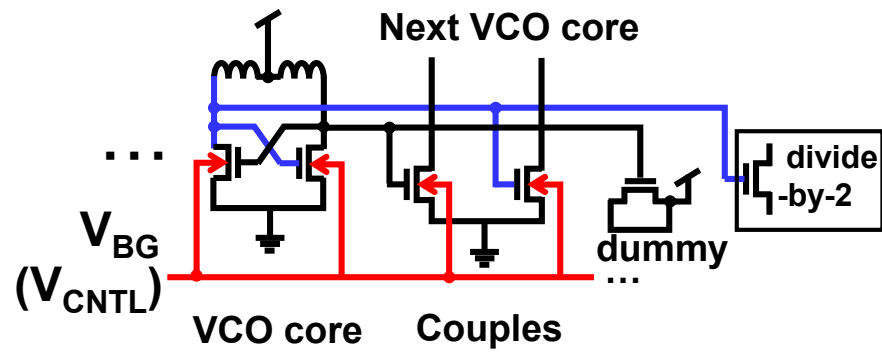 Next VCO core
...
divide
-by-2
V_BG
(V_CNTL)
dummy
...
VCO core
Couples